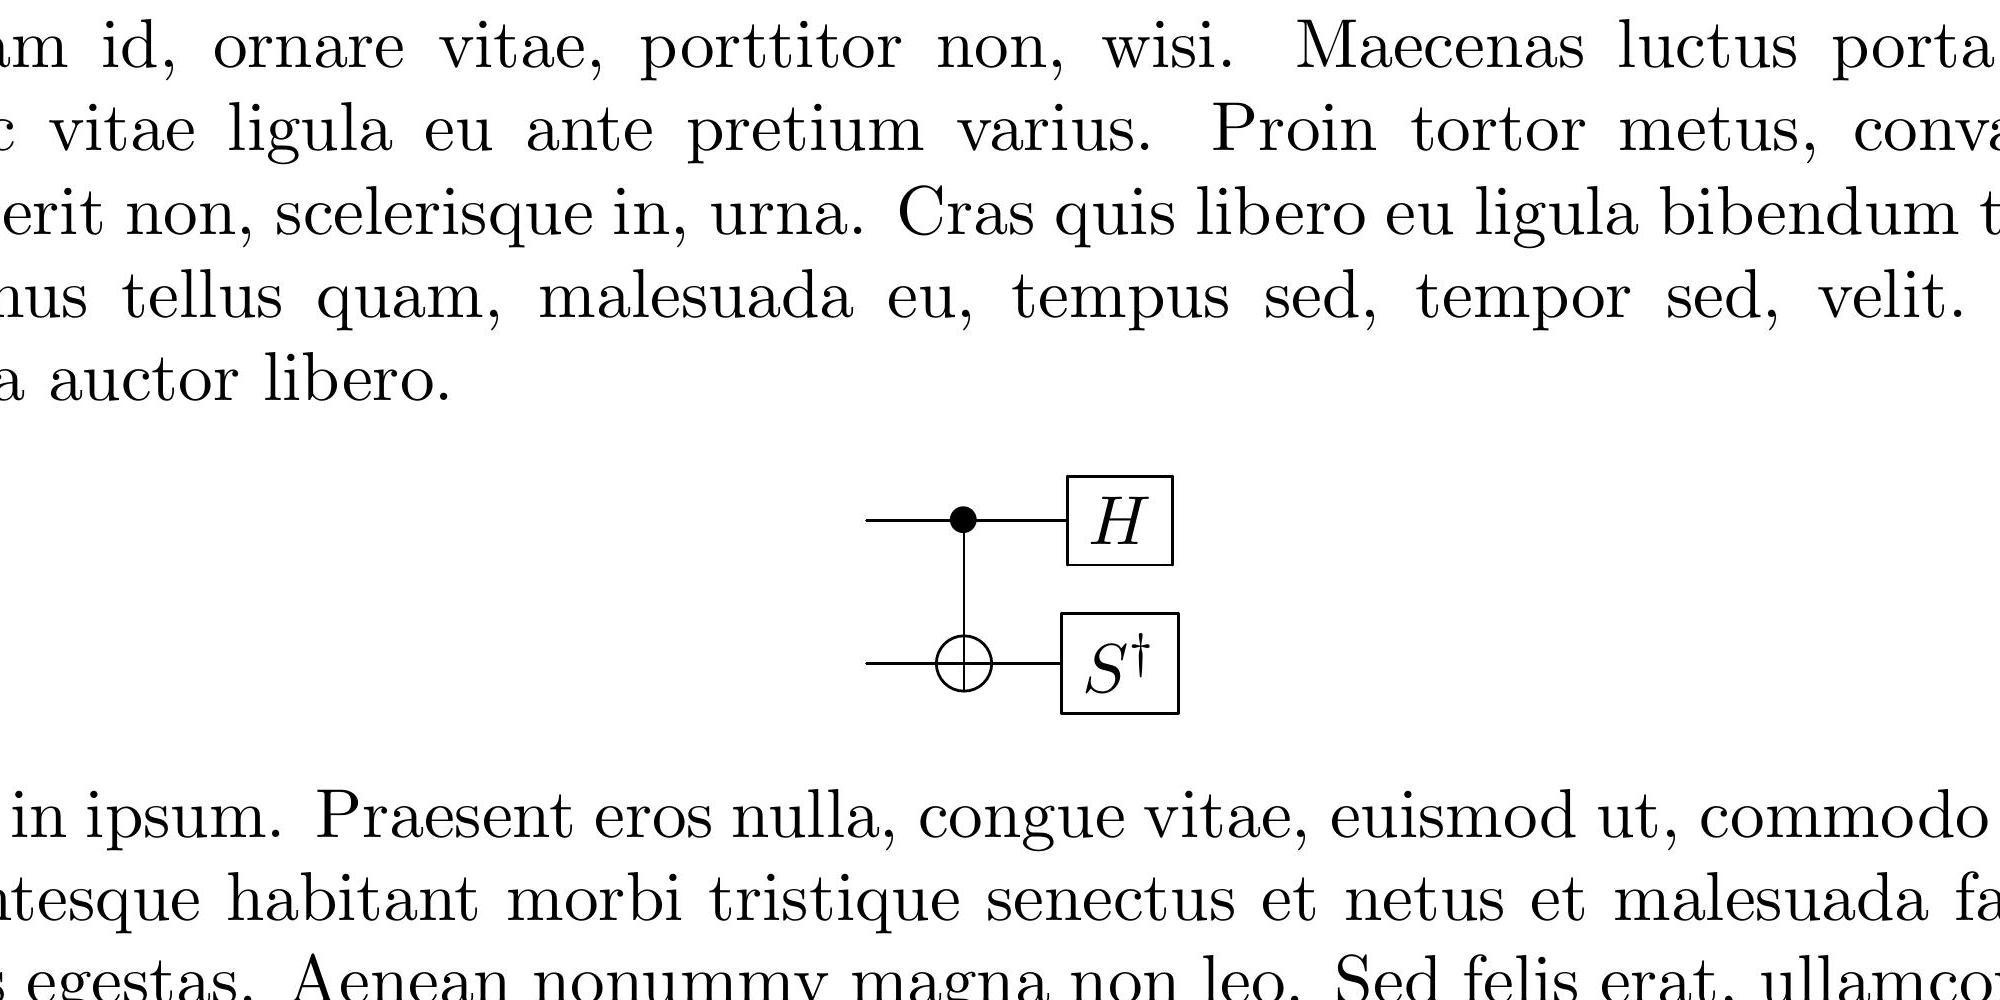 am id, ornare vitae, porttitor non, wisi. Maecenas luctus porta
c vitae ligula eu ante pretium varius. Proin tortor metus, conva
erit non, scelerisque in, urna. Cras quis libero eu ligula bibendum t
nus tellus quam, malesuada eu, tempus sed, tempor sed, velit.
a auctor libero.
H
S†
in ipsum. Praesent eros nulla, congue vitae, euismod ut, commodo
ntesque habitant morbi tristique senectus et netus et malesuada fa
s egestas. Aenean nonummy magna non leo. Sed felis erat, ullamco